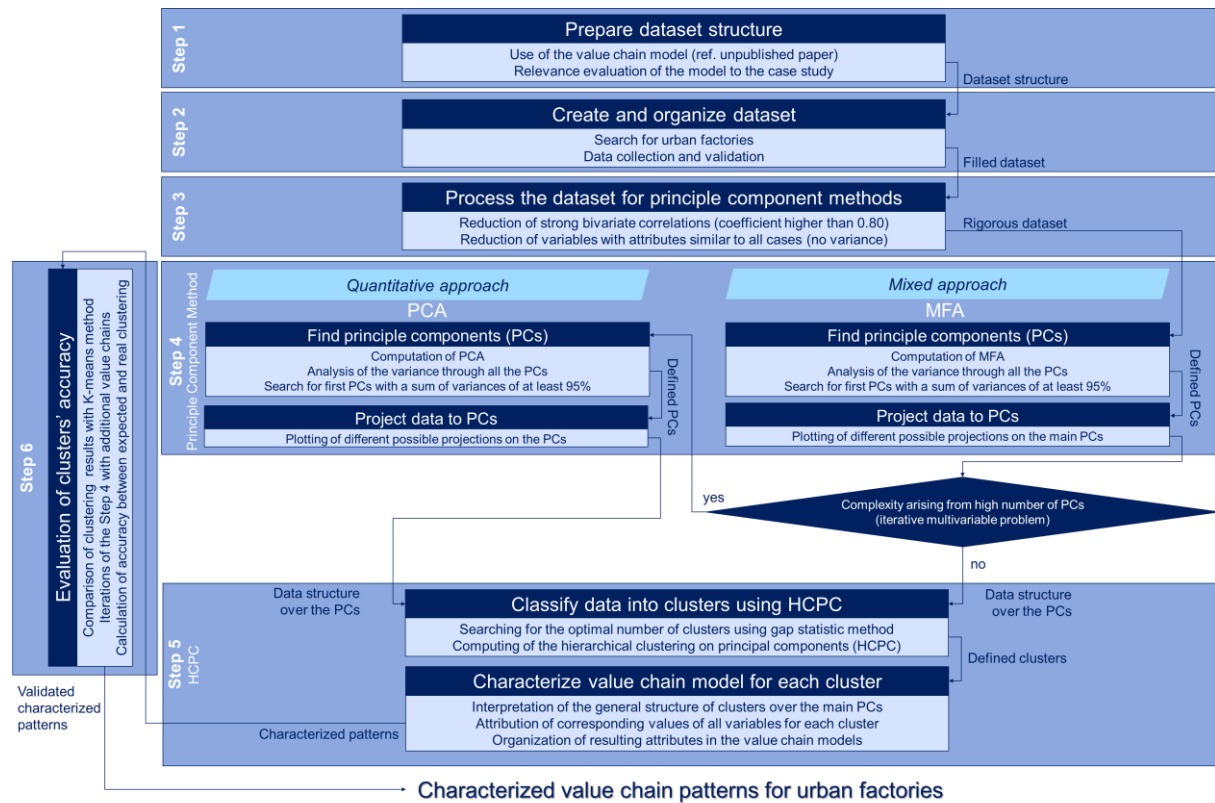 Step 1
Prepare dataset structure
Use of the value chain model (ref. unpublished paper)
Relevance evaluation of the model to the case study
Dataset structure
Step 2
Create and organize dataset
Search for urban factories
Data collection and validation
Filled dataset
Step 3
Process the dataset for principle component methods
Reduction of strong bivariate correlations (coefficient higher than 0.80)
Reduction of variables with attributes similar to all cases (no variance)
Rigorous dataset
Step 4
Principle Component Method
Quantitative approach
PCA
Find principle components (PCs)
Computation of PCA
Analysis of the variance through all the PCs
Search for first PCs with a sum of variances of at least 95%
Defined PCs
Project data to PCs
Plotting of different possible projections on the PCs
Mixed approach
MFA
Find principle components (PCs)
Computation of MFA
Analysis of the variance through all the PCs
Search for first PCs with a sum of variances of at least 95%
Defined PCs
Project data to PCs
Plotting of different possible projections on the main PCs
yes
Complexity arising from high number of PCs
(iterative multivariable problem)
no
Data structure
over the PCs
Data structure
over the PCs
Step 5
HCPC
Classify data into clusters using HCPC
Searching for the optimal number of clusters using gap statistic method
Computing of the hierarchical clustering on principal components (HCPC)
Defined clusters
Characterize value chain model for each cluster
Interpretation of the general structure of clusters over the main PCs
Attribution of corresponding values of all variables for each cluster
Organization of resulting attributes in the value chain models
Characterized patterns
Step 6
Evaluation of clusters' accuracy
Comparison of clustering results with K-means method
Iterations of the Step 4 with additional value chains
Calculation of accuracy between expected and real clustering
Validated
characterized
patterns
Characterized value chain patterns for urban factories